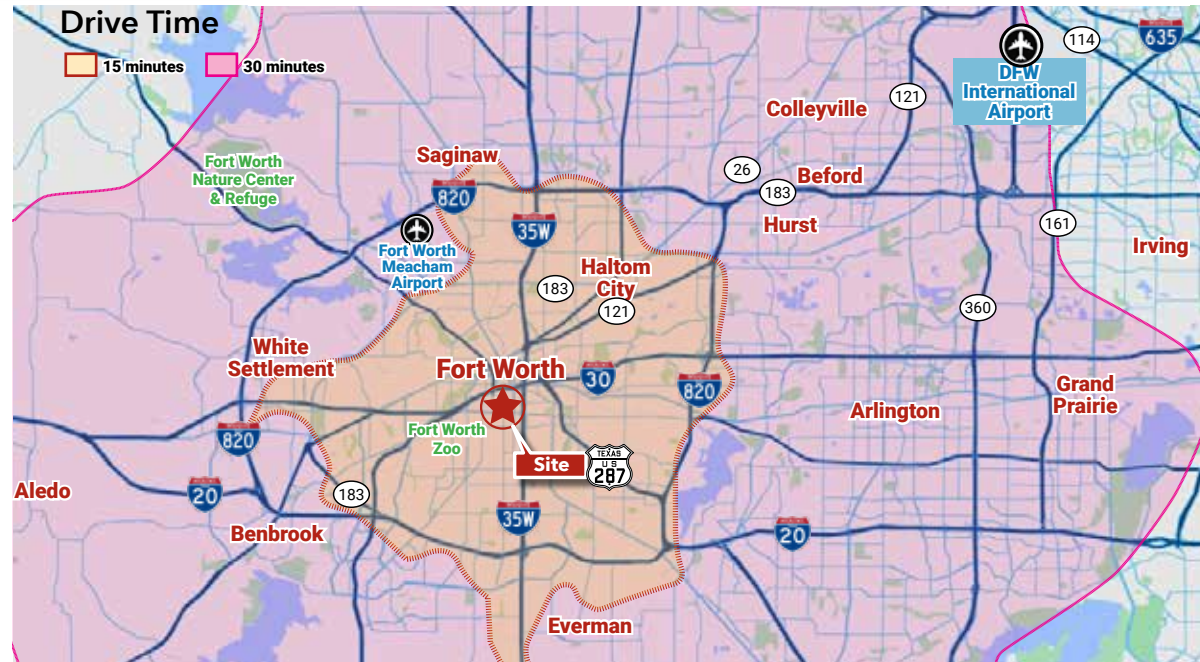 Drive Time
15 minutes
30 minutes
114
635
DFW
International
Airport
121
Colleyville
Fort Worth
Nature Center
& Refuge
Saginaw
820
26
183
Beford
35W
Hurst
161
Irving
Fort Worth
Meacham
Airport
Haltom
City
183
121
360
White
Settlement
Fort Worth
30
820
Grand
Prairie
Arlington
Fort Worth
Zoo
820
Site
TEXAS
US
287
Aledo
20
183
35W
20
Benbrook
Everman